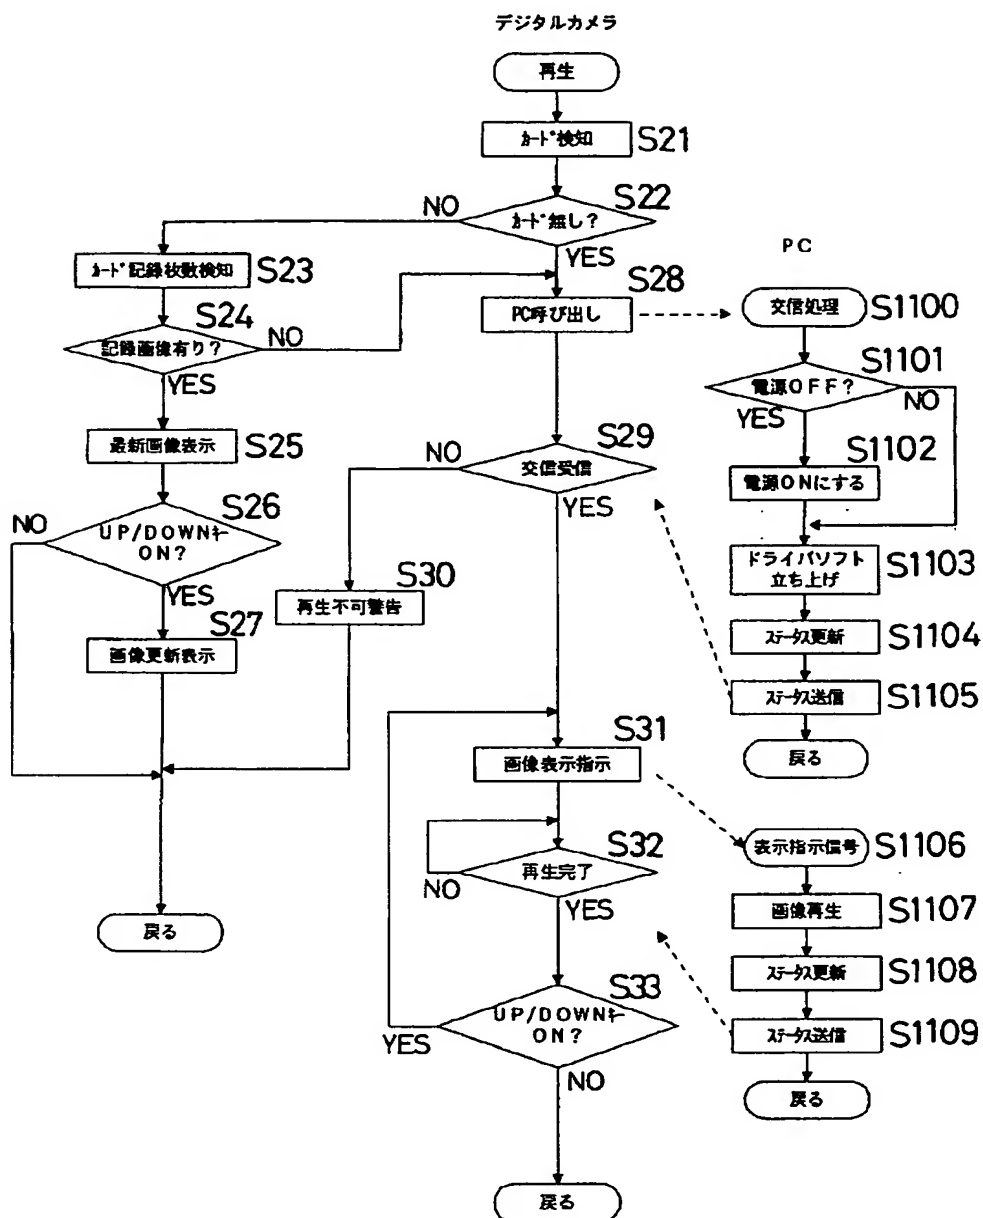 デジタルカメラ
再生
カード検知
S21
S22
カード無し?
NO
YES
カード記録枚数検知
S23
S24
記録画像有り?
NO
YES
最新画像表示
S25
S26
UP/DOWNキー
ON?
NO
YES
S27
画像更新表示
戻る
S28
PC呼び出し
S29
交信受信
NO
YES
S30
再生不可警告
S31
画像表示指示
S32
再生完了
NO
YES
S33
UP/DOWNキー
ON?
YES
NO
戻る
PC
交信処理
S1100
S1101
電源OFF?
YES
NO
S1102
電源ONにする
ドライバソフト
立ち上げ
S1103
ステータス更新
S1104
ステータス送信
S1105
戻る
表示指示信号
S1106
画像再生
S1107
ステータス更新
S1108
ステータス送信
S1109
戻る